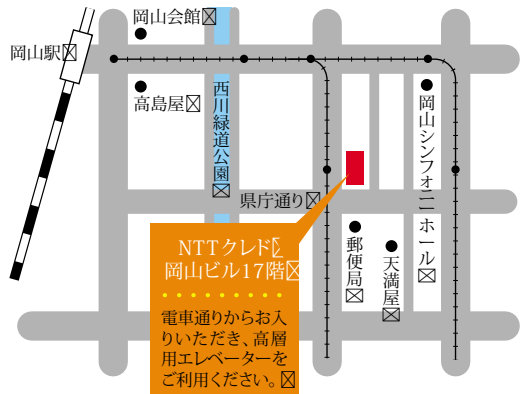 岡山会館
岡山駅
高島屋
西川緑道公園
岡山シンフォニーホール
県庁通り
郵便局
天満屋
NTTクレド
岡山ビル17階
電車通りからお入
りいただき、高層
用エレベーターを
ご利用ください。